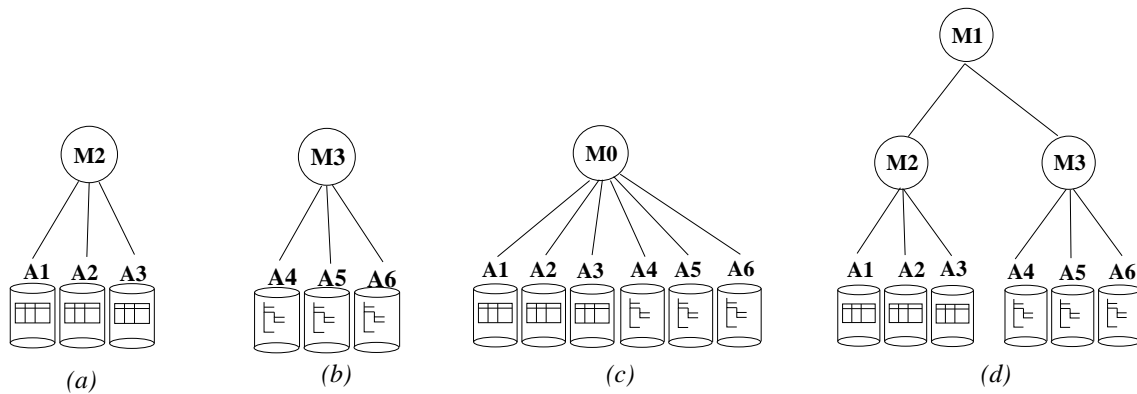 M1
M2 M3 M0 M2 M3
A1 A2 A3 A4 A5 A6 A1 A2 A3 A4 A5 A6 A1 A2 A3 A4 A5 A6
(a) (b) (c) (d)